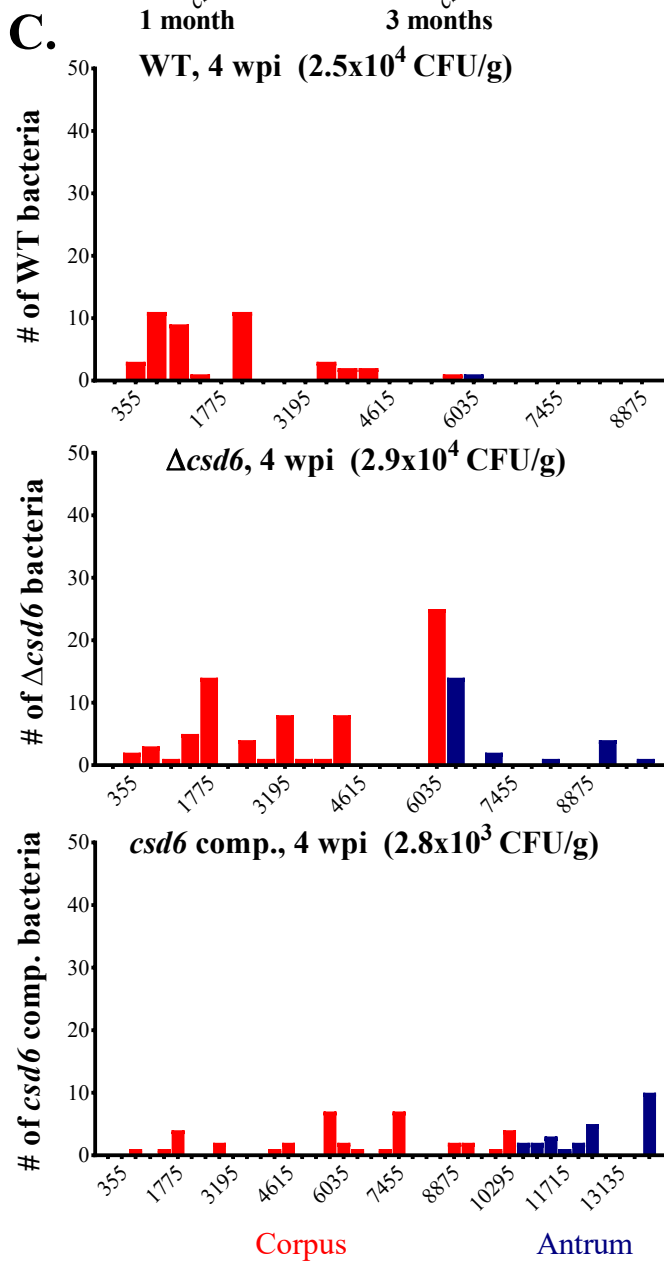 1 month 3 months
C.
WT, 4 wpi (2.5x10⁴ CFU/g)
# of WT bacteria
50
40
30
20
10
0
355 1775 3195 4615 6035 7455 8875
Δcsd6, 4 wpi (2.9x10⁴ CFU/g)
# of Δcsd6 bacteria
50
40
30
20
10
0
355 1775 3195 4615 6035 7455 8875
csd6 comp., 4 wpi (2.8x10³ CFU/g)
# of csd6 comp. bacteria
50
40
30
20
10
0
355 1775 3195 4615 6035 7455 8875 10295 11715 13135
Corpus Antrum